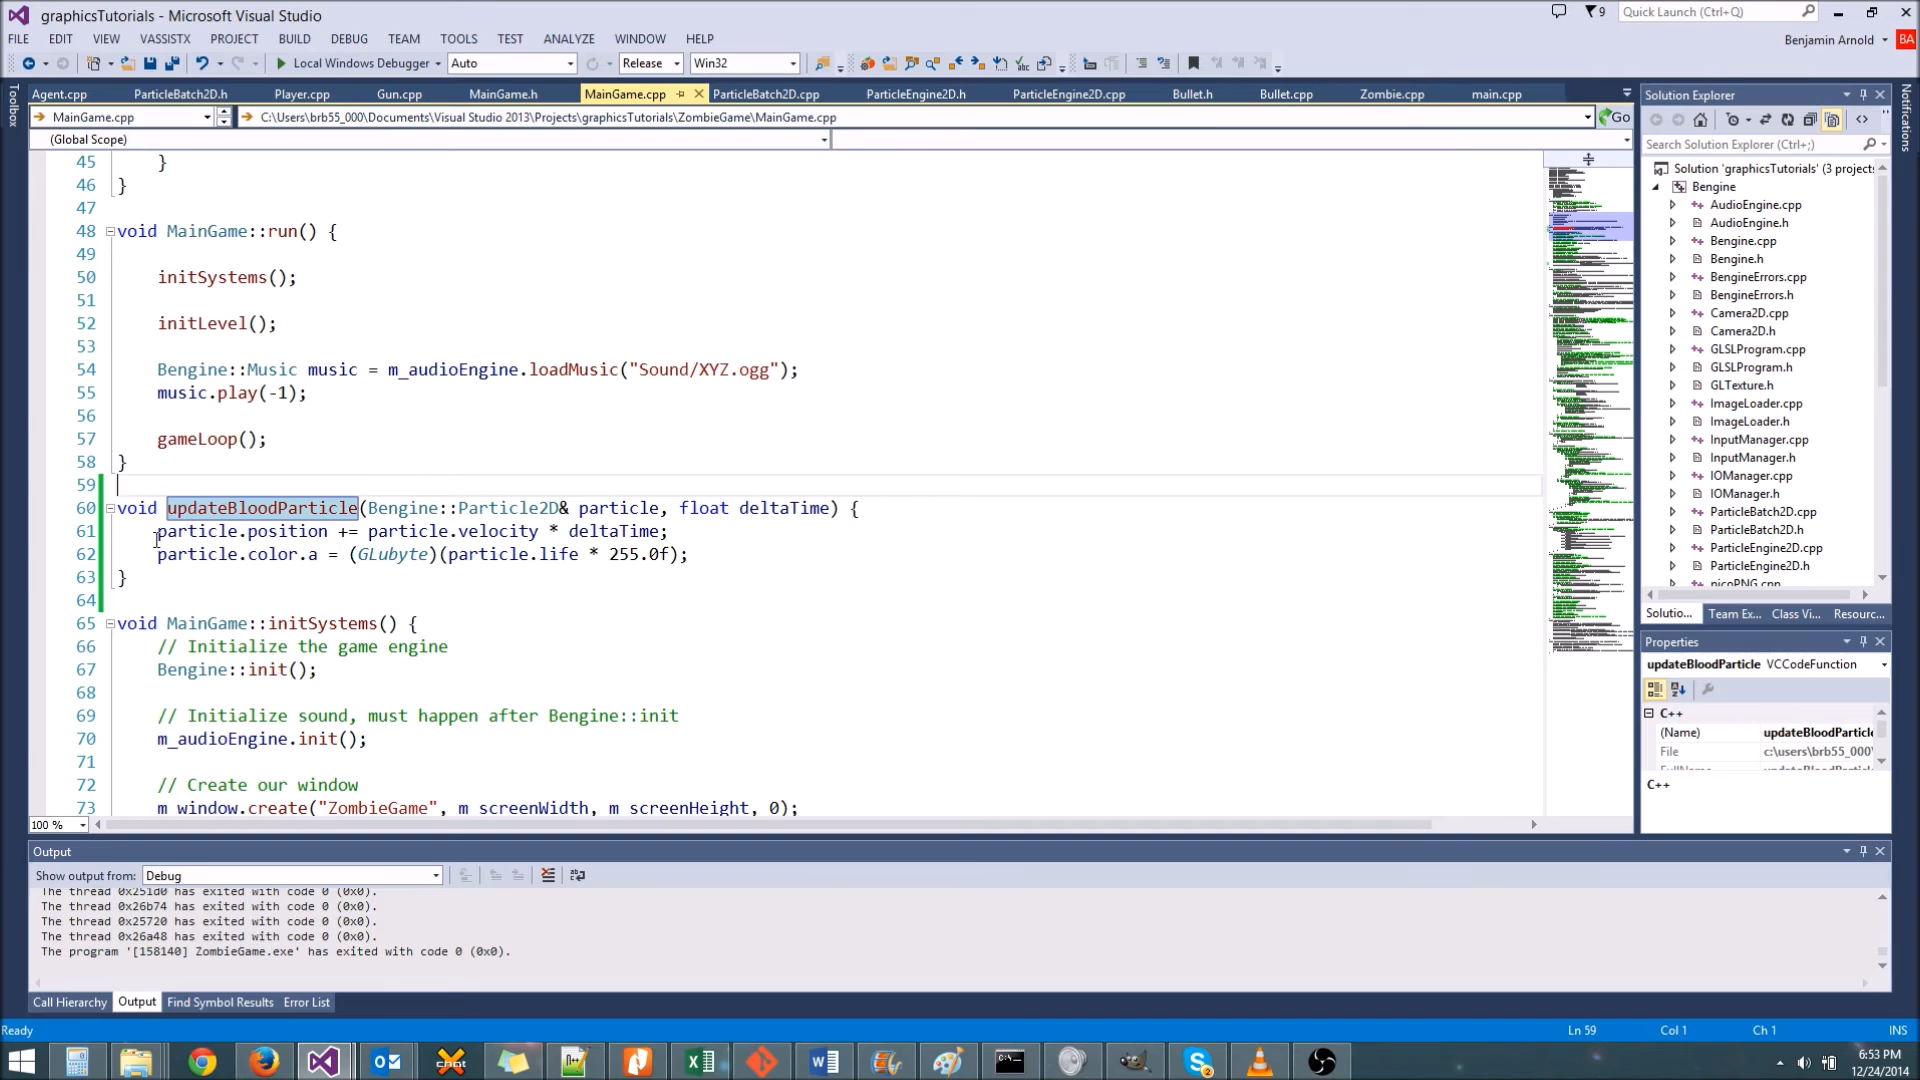 graphicsTutorials - Microsoft Visual Studio
9
Quick Launch (Ctrl+Q)
FILE EDIT VIEW VASSISTX PROJECT BUILD DEBUG TEAM TOOLS TEST ANALYZE WINDOW HELP
Benjamin Arnold BA
Local Windows Debugger Auto Release Win32
Toolbox
Agent.cpp ParticleBatch2D.h Player.cpp Gun.cpp MainGame.h MainGame.cpp ParticleBatch2D.cpp ParticleEngine2D.h ParticleEngine2D.cpp Bullet.h Bullet.cpp Zombie.cpp main.cpp
MainGame.cpp C:\Users\brb55_000\Documents\Visual Studio 2013\Projects\graphicsTutorials\ZombieGame\MainGame.cpp Go
(Global Scope)
45 }
46 }
47
48 void MainGame::run() {
49
50 initSystems();
51
52 initLevel();
53
54 Bengine::Music music = m_audioEngine.loadMusic("Sound/XYZ.ogg");
55 music.play(-1);
56
57 gameLoop();
58 }
59
60 void updateBloodParticle(Bengine::Particle2D& particle, float deltaTime) {
61 particle.position += particle.velocity * deltaTime;
62 particle.color.a = (GLubyte)(particle.life * 255.0f);
63 }
64
65 void MainGame::initSystems() {
66 // Initialize the game engine
67 Bengine::init();
68
69 // Initialize sound, must happen after Bengine::init
70 m_audioEngine.init();
71
72 // Create our window
73 m_window.create("ZombieGame", m_screenWidth, m_screenHeight, 0);
100 %
Solution Explorer
Search Solution Explorer (Ctrl+;)
Solution 'graphicsTutorials' (3 projects
Bengine
AudioEngine.cpp
AudioEngine.h
Bengine.cpp
Bengine.h
BengineErrors.cpp
BengineErrors.h
Camera2D.cpp
Camera2D.h
GLSLProgram.cpp
GLSLProgram.h
GLTexture.h
ImageLoader.cpp
ImageLoader.h
InputManager.cpp
InputManager.h
IOManager.cpp
IOManager.h
ParticleBatch2D.cpp
ParticleBatch2D.h
ParticleEngine2D.cpp
ParticleEngine2D.h
picoPNG.cpp
Solutio... Team Ex... Class Vi... Resourc...
Notifications
Properties
updateBloodParticle VCCodeFunction
C++
(Name) updateBloodParticle
File c:\users\brb55_000\
C++
Output
Show output from: Debug
The thread 0x251d0 has exited with code 0 (0x0).
The thread 0x26b74 has exited with code 0 (0x0).
The thread 0x25720 has exited with code 0 (0x0).
The thread 0x26a48 has exited with code 0 (0x0).
The program '[158140] ZombieGame.exe' has exited with code 0 (0x0).
Call Hierarchy Output Find Symbol Results Error List
Ready Ln 59 Col 1 Ch 1 INS
6:53 PM
12/24/2014